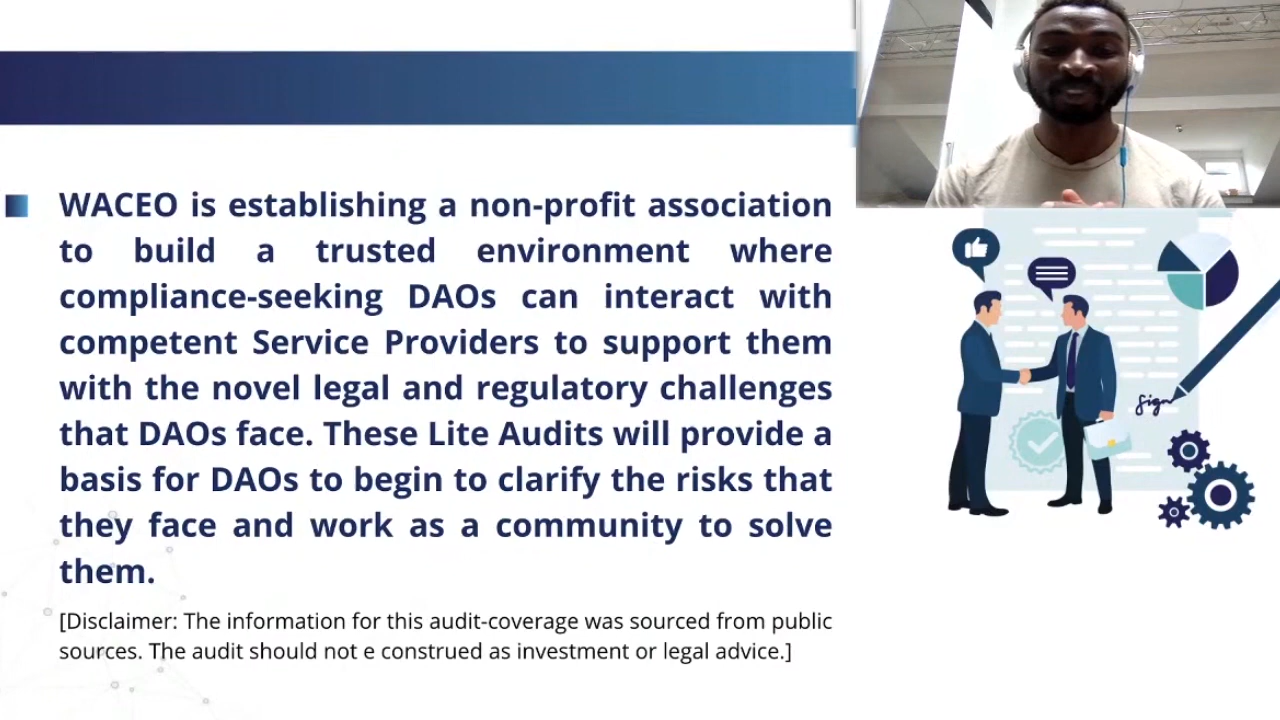 WACEO is establishing a non-profit association
to build a trusted environment where
compliance-seeking DAOs can interact with
competent Service Providers to support them
with the novel legal and regulatory challenges
that DAOs face. These Lite Audits will provide a
basis for DAOs to begin to clarify the risks that
they face and work as a community to solve
them.
[Disclaimer: The information for this audit-coverage was sourced from public
sources. The audit should not e construed as investment or legal advice.]
Sign